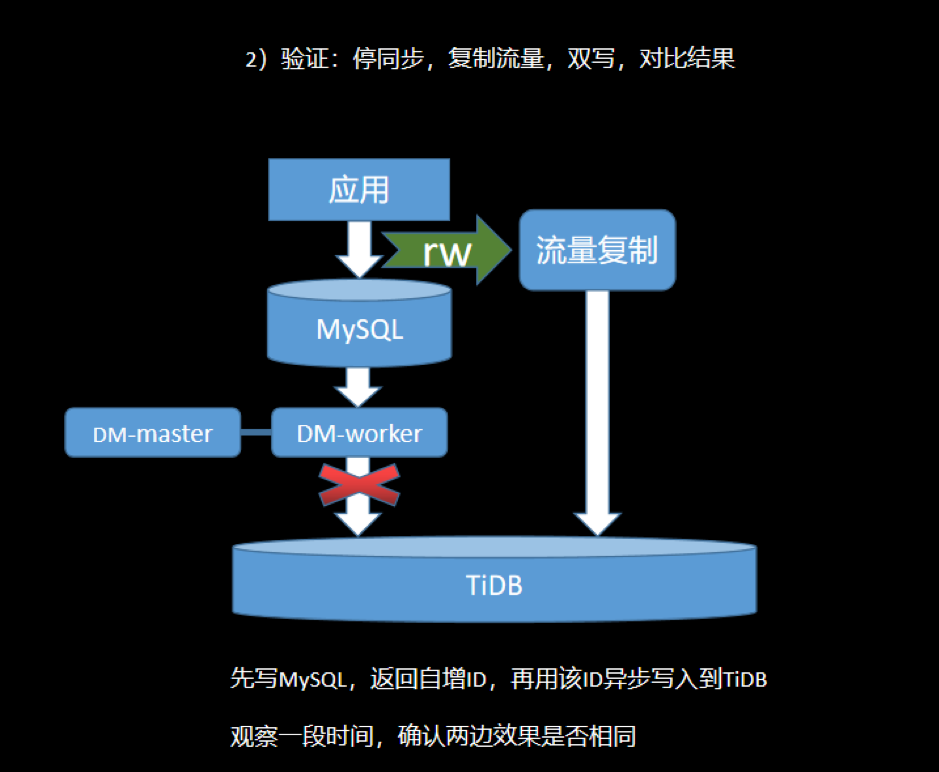 2）验证：停同步，复制流量，双写，对比结果
应用
rw
流量复制
MySQL
DM-master
DM-worker
TiDB
先写MySQL，返回自增ID，再用该ID异步写入到TiDB
观察一段时间，确认两边效果是否相同